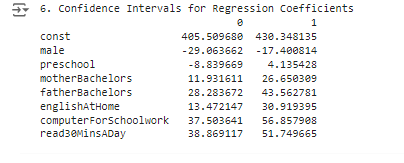 6. Confidence Intervals for Regression Coefficients
0 1
const 405.509680 430.348135
male -29.063662 -17.400814
preschool -8.839669 4.135428
motherBachelors 11.931611 26.650309
fatherBachelors 28.283672 43.562781
englishAtHome 13.472147 30.919395
computerForSchoolwork 37.503641 56.857908
read30MinsADay 38.869117 51.749665